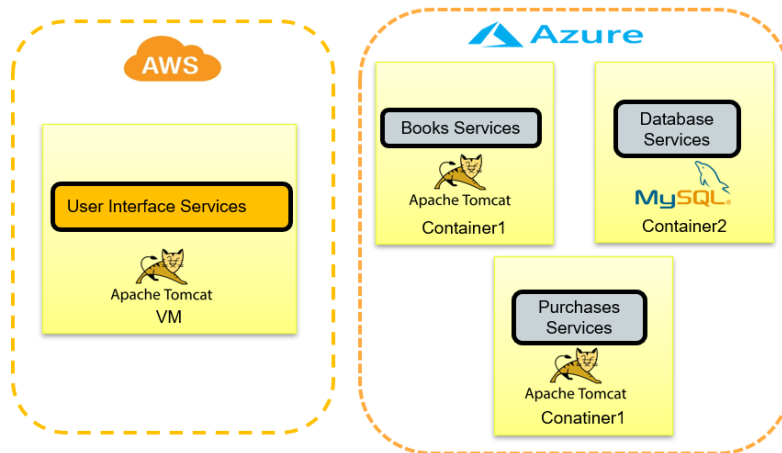 AWS
User Interface Services
Apache Tomcat
VM
Azure
Books Services
Apache Tomcat
Container1
Database
Services
MySQL®
Container2
Purchases
Services
Apache Tomcat
Conatiner1